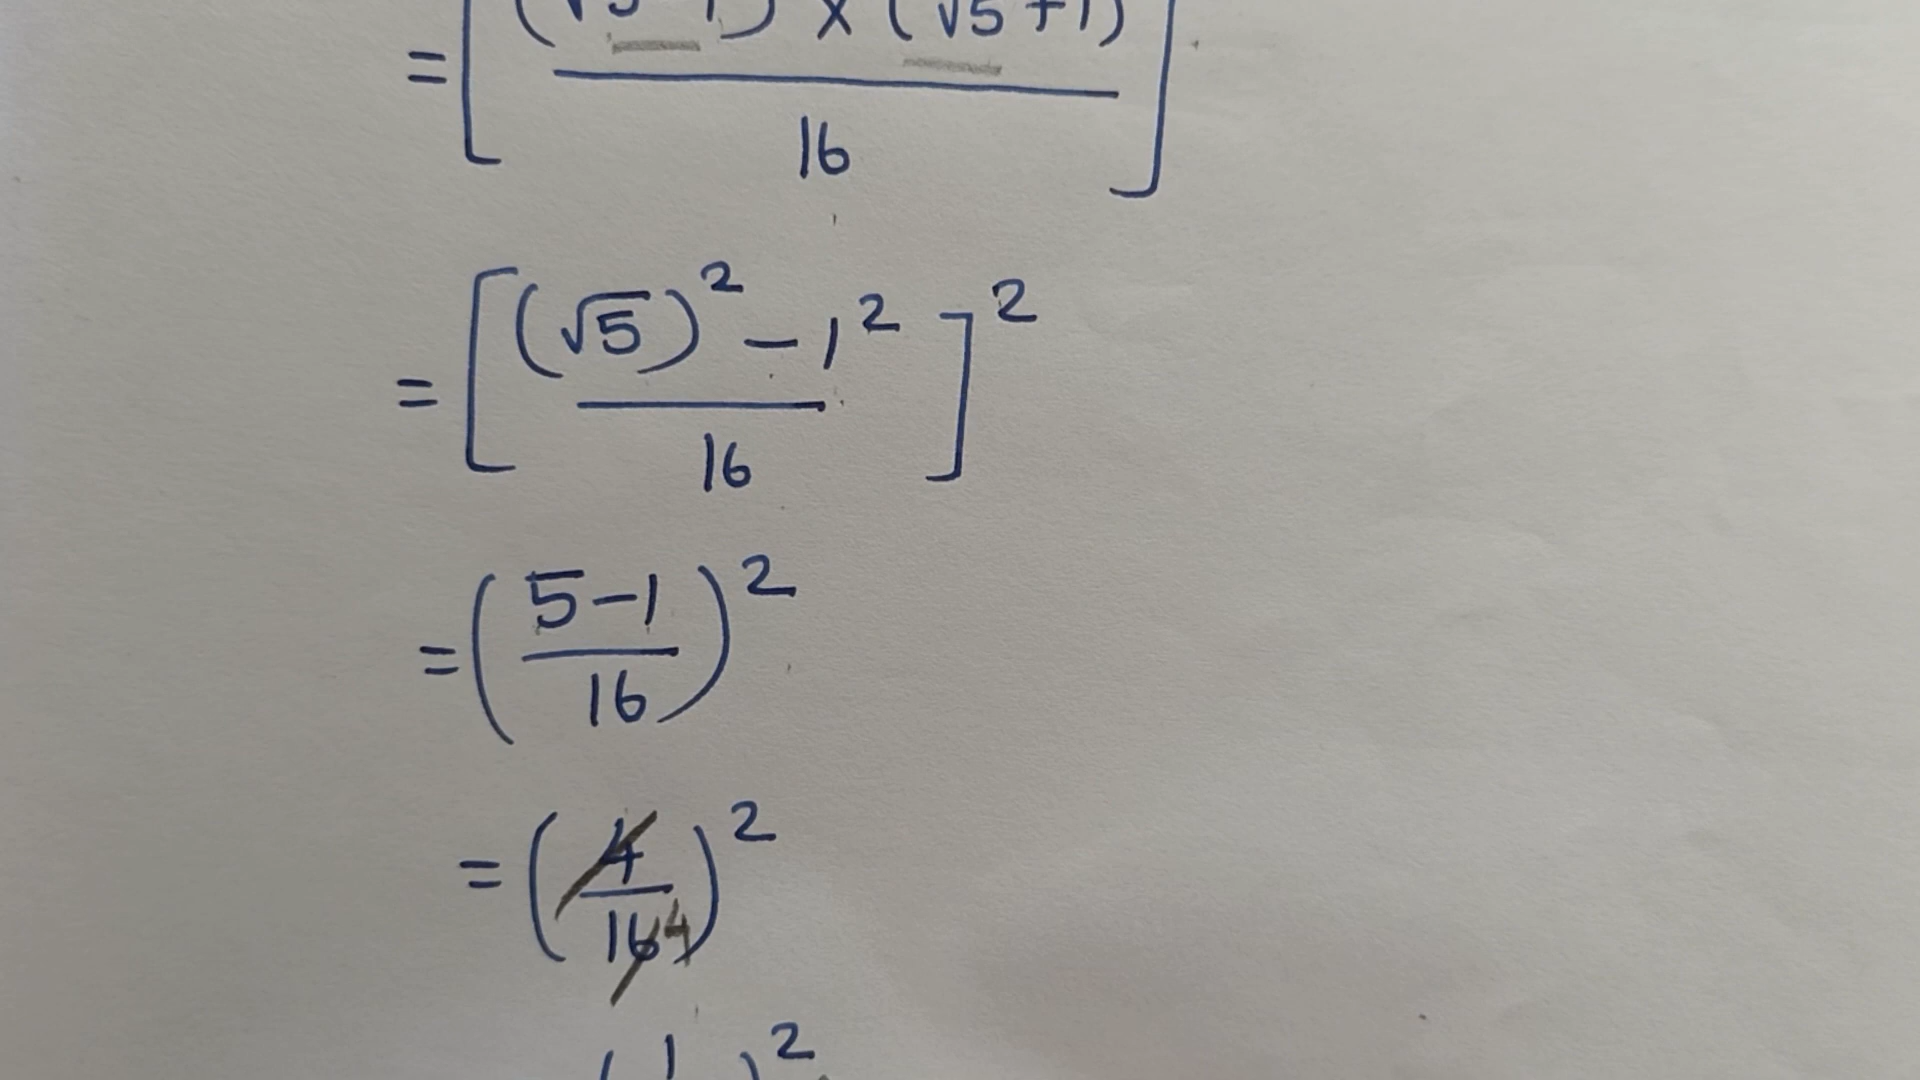 = [(√5-1) × (√5+1) / 16]
= [(√5)² - 1² / 16]²
= (5-1 / 16)²
= (4 / 16 4)²
(1 )²